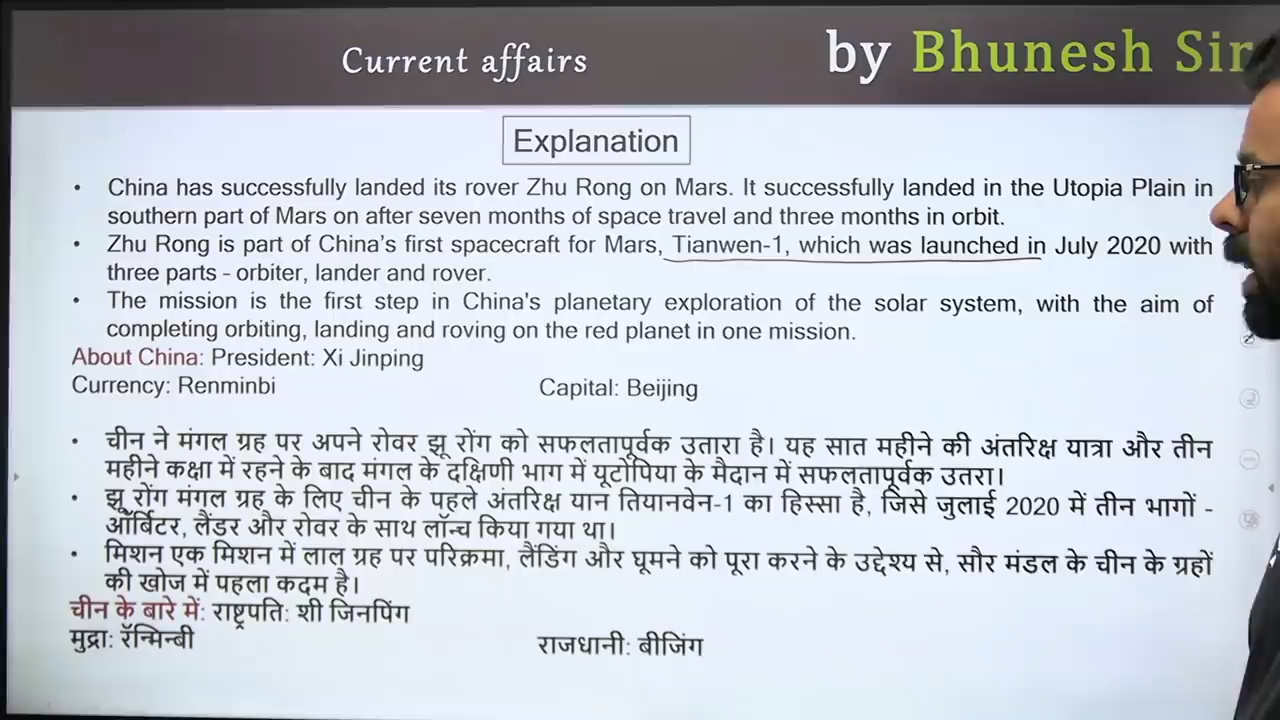 Current affairs
by Bhunesh Sir
Explanation
• China has successfully landed its rover Zhu Rong on Mars. It successfully landed in the Utopia Plain in
southern part of Mars on after seven months of space travel and three months in orbit.
• Zhu Rong is part of China's first spacecraft for Mars, Tianwen-1, which was launched in July 2020 with
three parts - orbiter, lander and rover.
• The mission is the first step in China's planetary exploration of the solar system, with the aim of
completing orbiting, landing and roving on the red planet in one mission.
About China: President: Xi Jinping
Currency: Renminbi Capital: Beijing
• चीन ने मंगल ग्रह पर अपने रोवर झू रोंग को सफलतापूर्वक उतारा है। यह सात महीने की अंतरिक्ष यात्रा और तीन
महीने कक्षा में रहने के बाद मंगल के दक्षिणी भाग में यूटोपिया के मैदान में सफलतापूर्वक उतरा।
• झू रोंग मंगल ग्रह के लिए चीन के पहले अंतरिक्ष यान तियानवेन-1 का हिस्सा है, जिसे जुलाई 2020 में तीन भागों -
ऑर्बिटर, लैंडर और रोवर के साथ लॉन्च किया गया था।
• मिशन एक मिशन में लाल ग्रह पर परिक्रमा, लैंडिंग और घूमने को पूरा करने के उद्देश्य से, सौर मंडल के चीन के ग्रहों
की खोज में पहला कदम है।
चीन के बारे में: राष्ट्रपति: शी जिनपिंग
मुद्रा: रॅन्मिन्बी राजधानी: बीजिंग